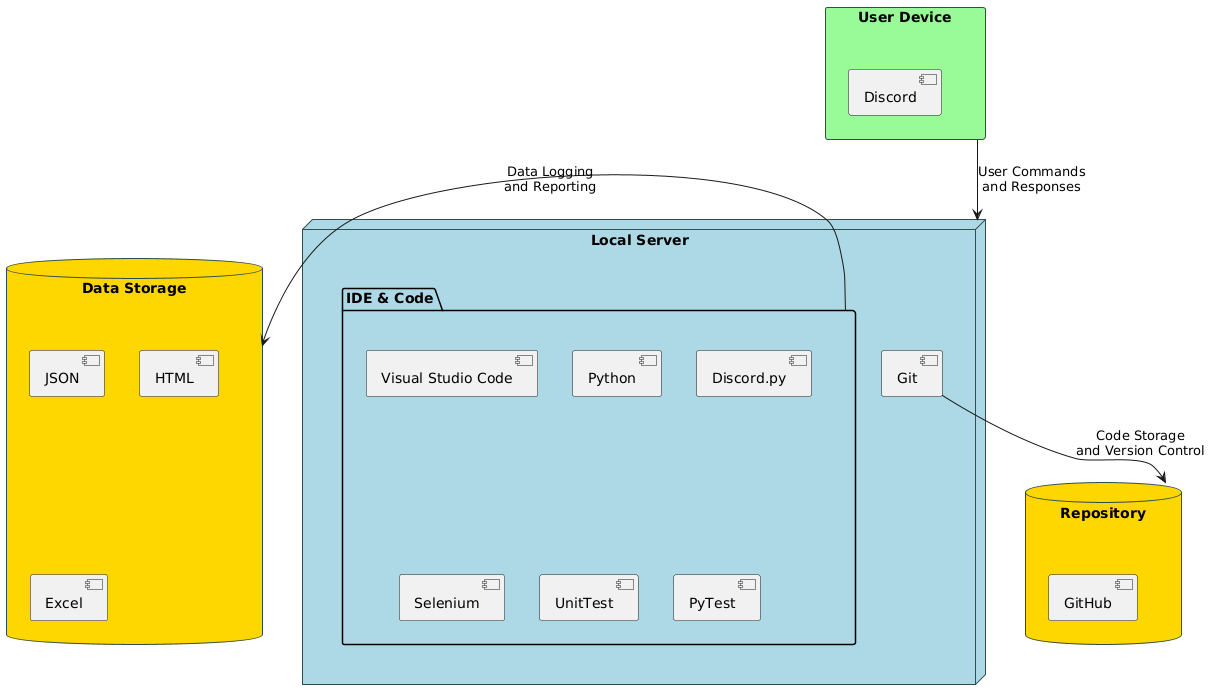 User Device
Discord
Data Logging
and Reporting
User Commands
and Responses
Local Server
Data Storage
IDE & Code
JSON
HTML
Visual Studio Code
Python
Discord.py
Git
Code Storage
and Version Control
Repository
Excel
Selenium
UnitTest
PyTest
GitHub